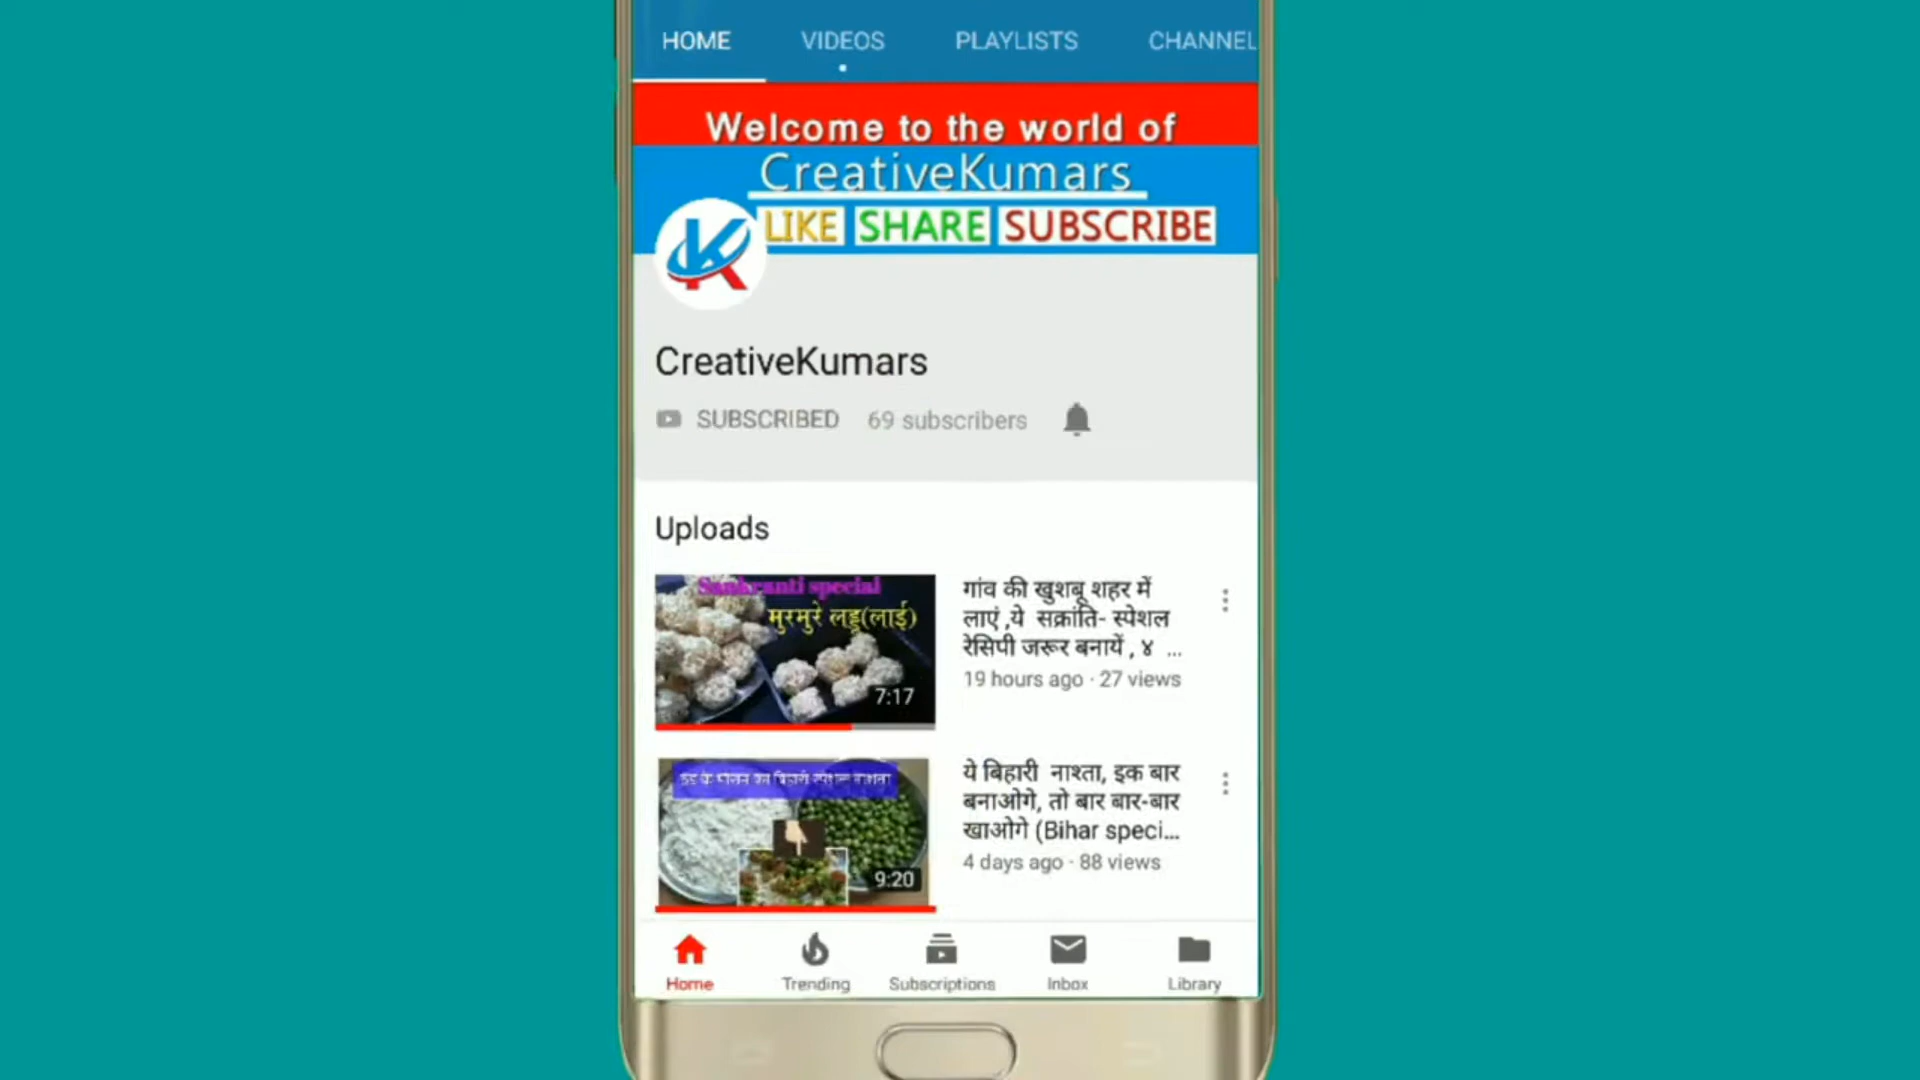 HOME VIDEOS PLAYLISTS CHANNEL
Welcome to the world of
CreativeKumars
LIKE SHARE SUBSCRIBE
CreativeKumars
SUBSCRIBED 69 subscribers
Uploads
Sankranti special
मुरमुरे लड्डू(लाई)
7:17
गांव की खुशबू शहर में
लाएं ,ये सक्रांति- स्पेशल
रेसिपी जरूर बनायें , ४ ...
19 hours ago · 27 views
9:20
ये बिहारी नाश्ता, इक बार
बनाओगे, तो बार बार-बार
खाओगे (Bihar speci...
4 days ago · 88 views
Home Trending Subscriptions Inbox Library